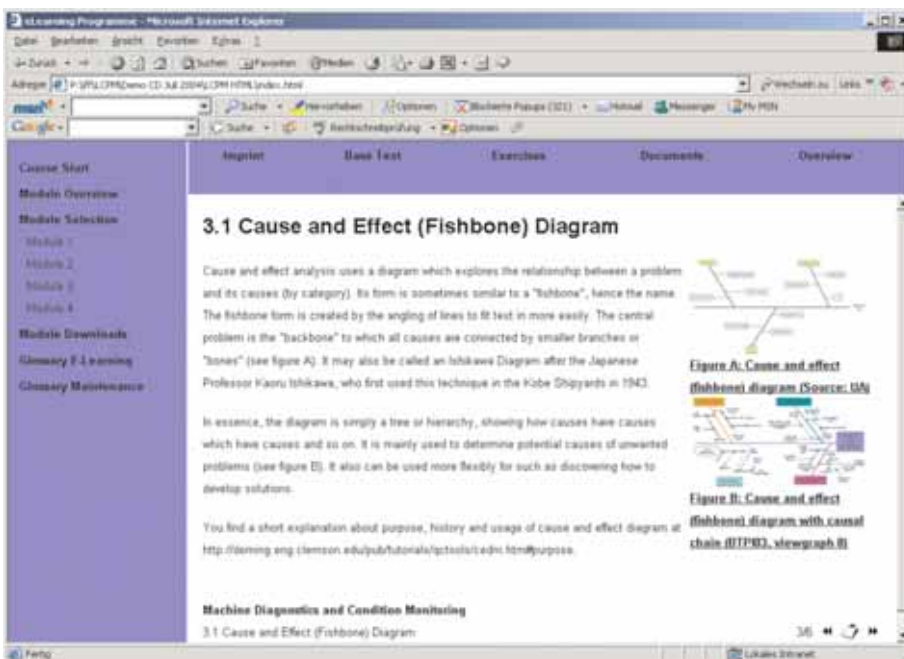 eLearning Programme - Microsoft Internet Explorer
Datei Bearbeiten Ansicht Favoriten Extras ?
Zurück Suchen Favoriten Medien
Adresse Wechseln zu Links
msn Suche Hervorheben Optionen Blockierte Popups Hotmail Messenger My MSN
Google Suche Rechtschreibprüfung Optionen
Imprint Base Text Exercises Documents Overview
Course Start
Module Overview
Module Selection
Module 1
Module 2
Module 3
Module 4
Module Downloads
Glossary E-Learning
Glossary Maintenance
3.1 Cause and Effect (Fishbone) Diagram
Cause and effect analysis uses a diagram which explores the relationship between a problem
and its causes (by category). Its form is sometimes similar to a "fishbone", hence the name.
The fishbone form is created by the angling of lines to fit text in more easily. The central
problem is the "backbone" to which all causes are connected by smaller branches or
"bones" (see figure A). It may also be called an Ishikawa Diagram after the Japanese
Professor Kaoru Ishikawa, who first used this technique in the Kobe Shipyards in 1943.
In essence, the diagram is simply a tree or hierarchy, showing how causes have causes
which have causes and so on. It is mainly used to determine potential causes of unwanted
problems (see figure B). It also can be used more flexibly for such as discovering how to
develop solutions.
You find a short explanation about purpose, history and usage of cause and effect diagram at
http://deming.eng.clemson.edu/pub/tutorials/qctools/cedm.htm#purpose.
Figure A: Cause and effect
(fishbone) diagram (Source: UA)
Figure B: Cause and effect
(fishbone) diagram with causal
chain (BTPI03, viewgraph 8)
Machine Diagnostics and Condition Monitoring
3.1 Cause and Effect (Fishbone) Diagram
3/6
Fertig Lokales Intranet